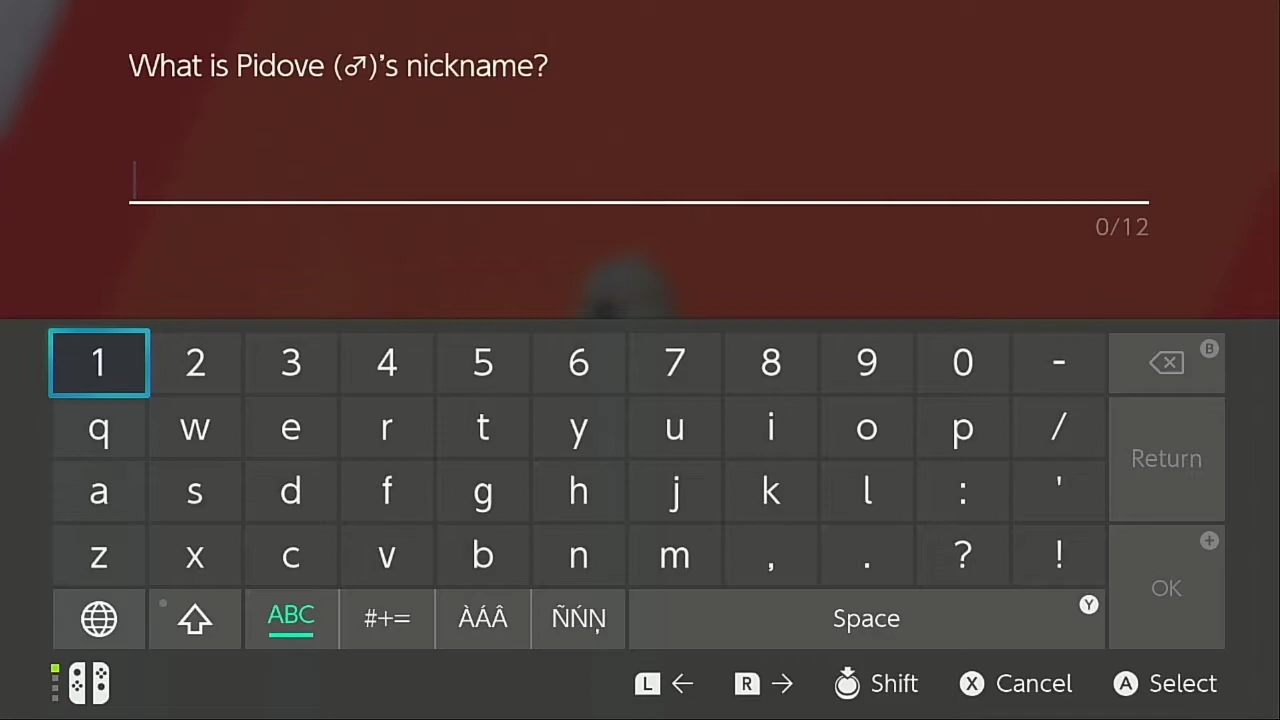 What is Pidove (♂)'s nickname?
0/12
1 2 3 4 5 6 7 8 9 0 - B
q w e r t y u i o p /
Return
a s d f g h j k l : '
z x c v b n m , . ? ! +
OK
ABC #+= ÀÁÂ ÑŃŅ Space Y
L ← R → Shift X Cancel A Select